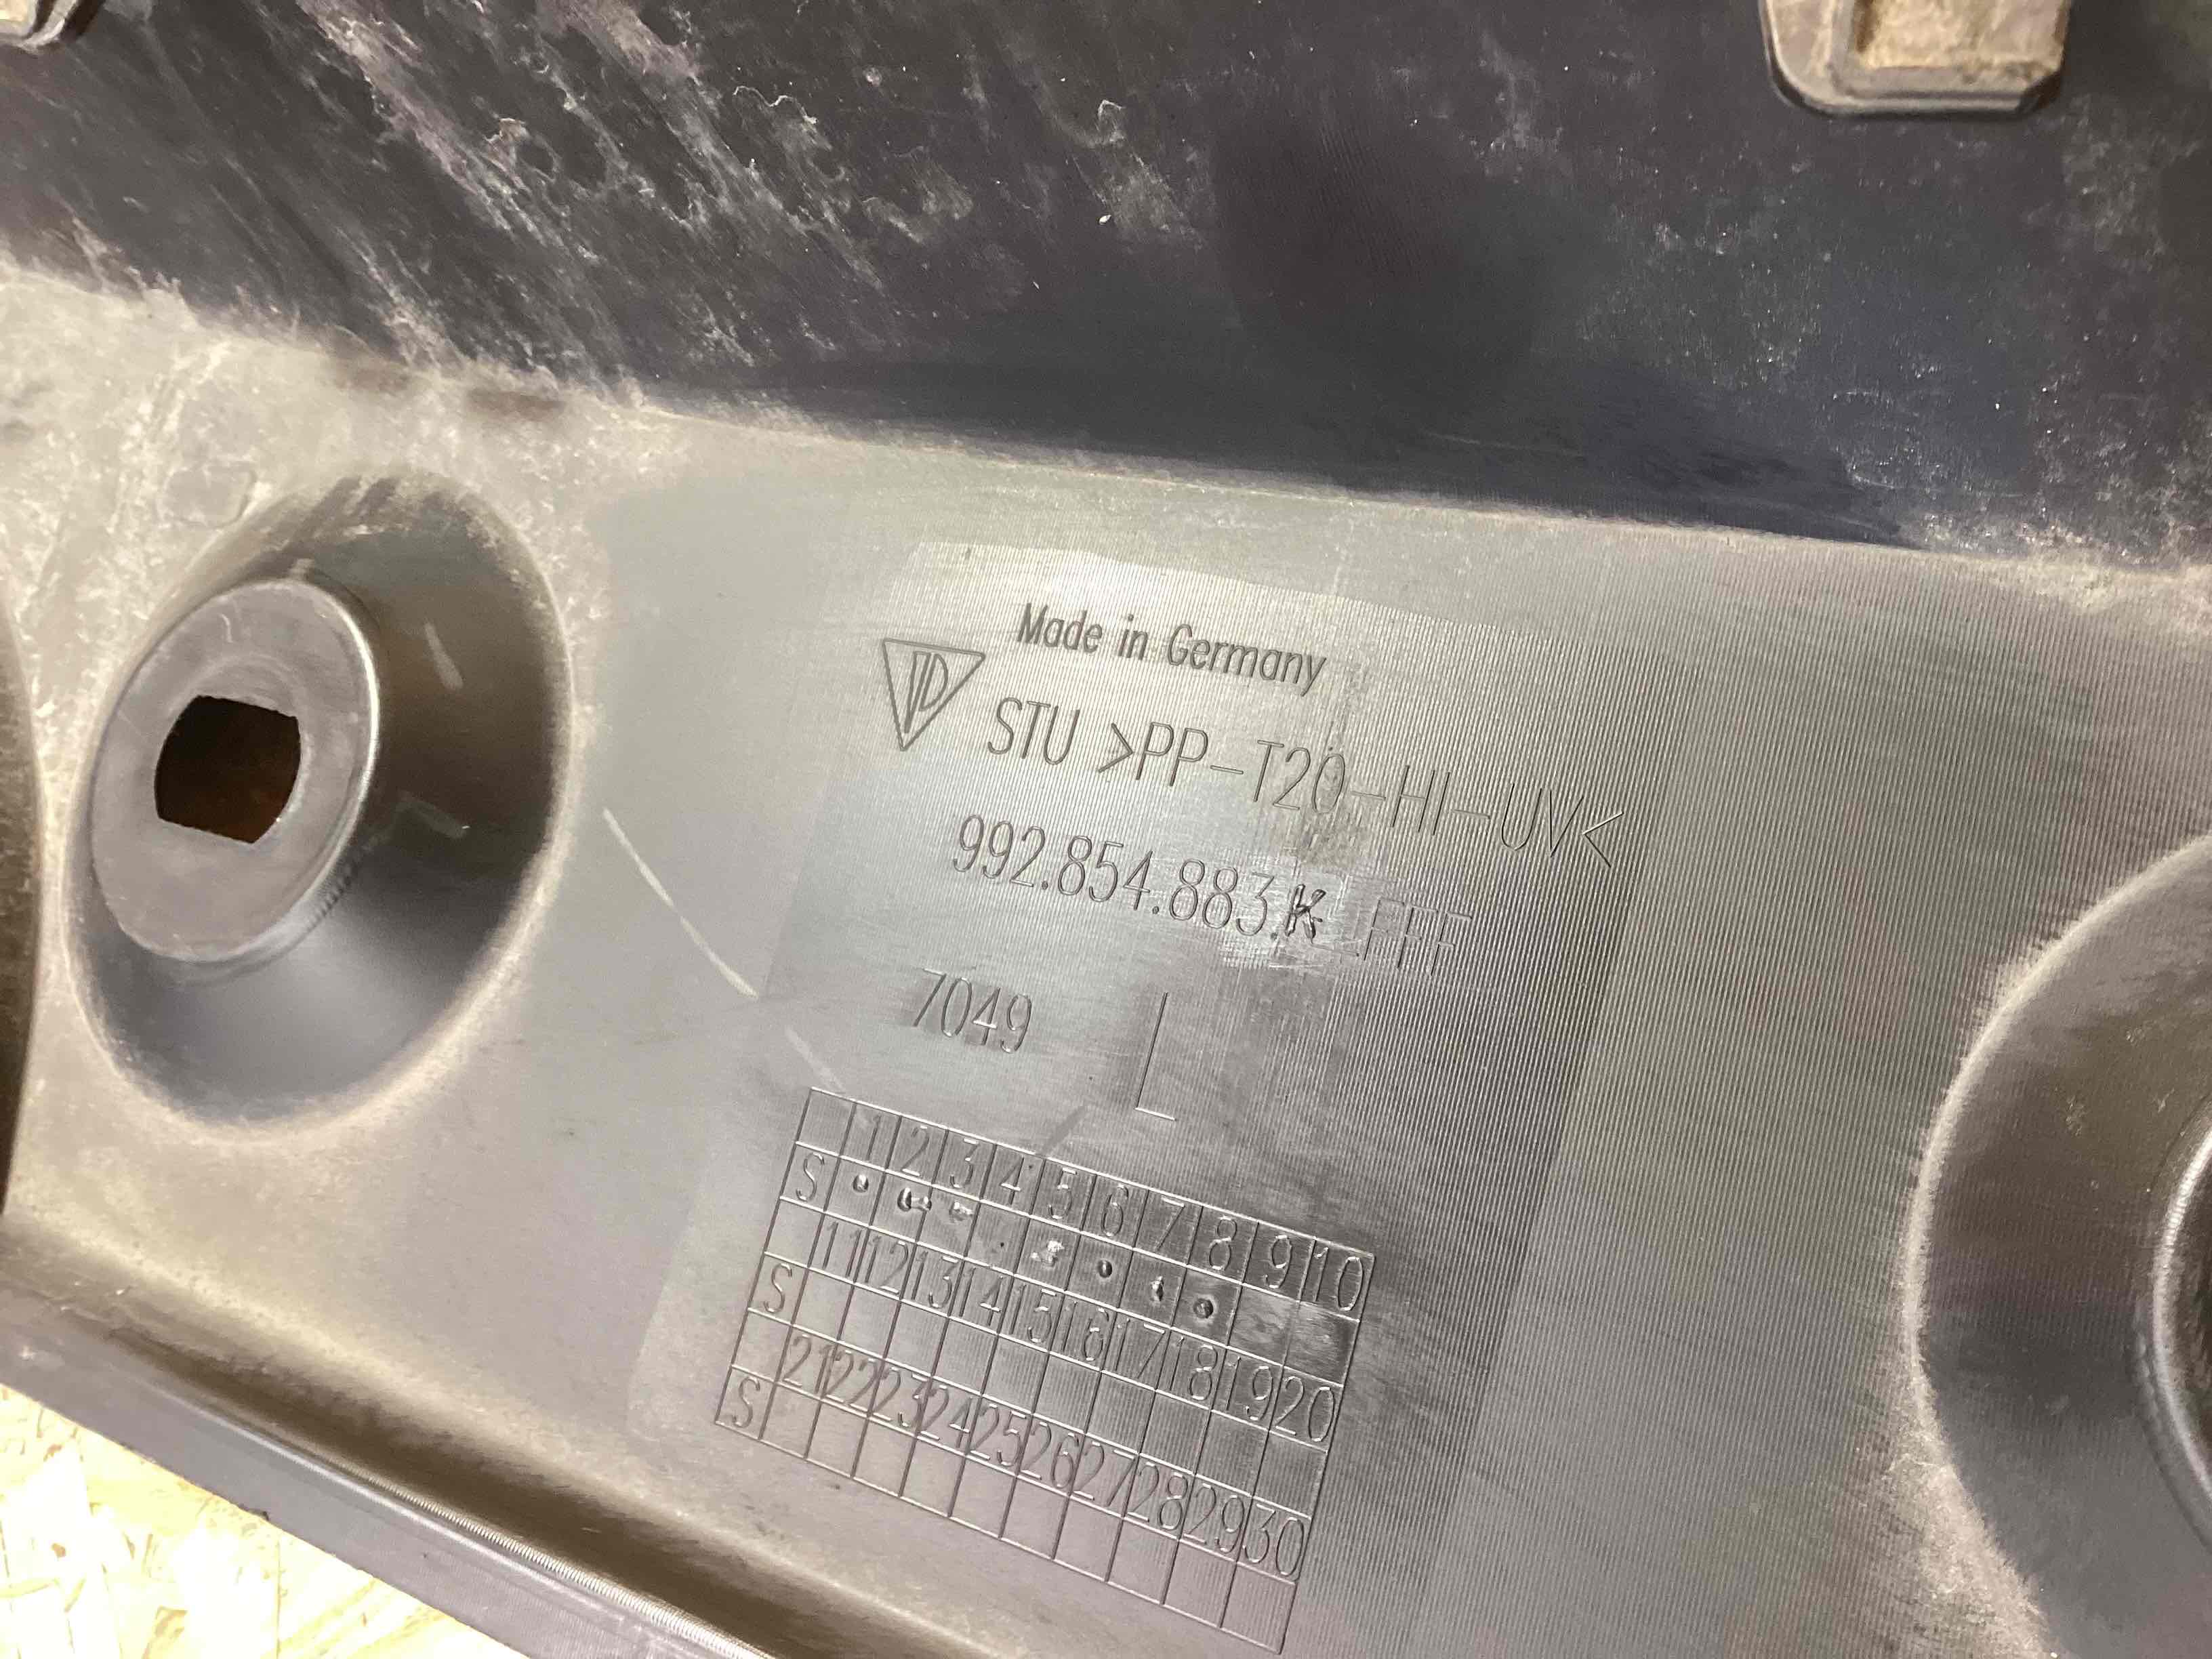 Made in Germany
STU >PP-T20-HI-UV<
992.854.883.K FFF
7049 L
1 2 3 4 5 6 7 8 9 10
S
11 12 13 14 15 16 17 18 19 20
S
21 22 23 24 25 26 27 28 29 30
S